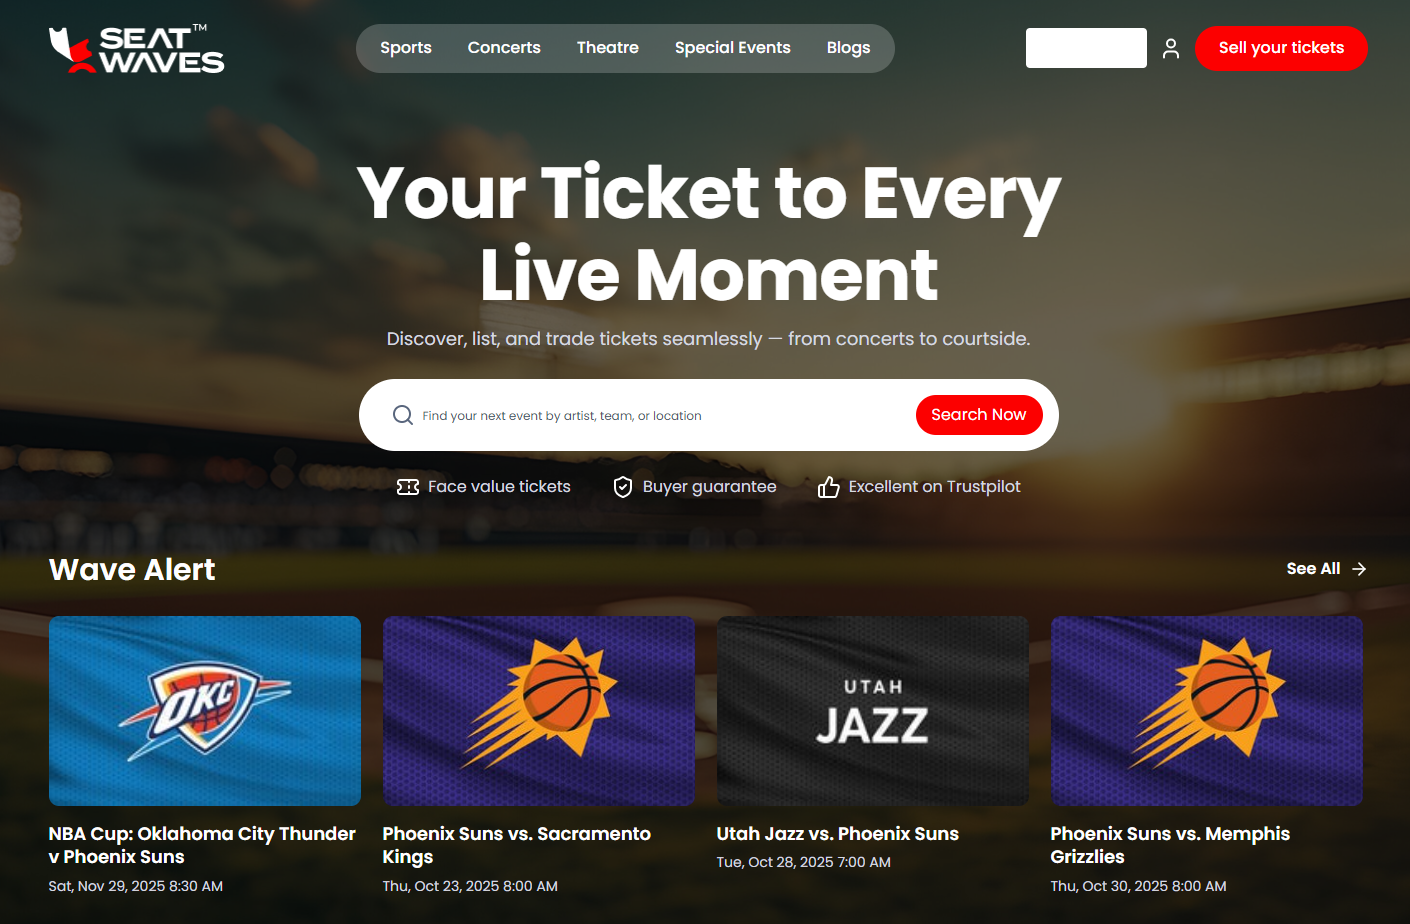 SEAT™
WAVES
Sports Concerts Theatre Special Events Blogs
Sell your tickets
Your Ticket to Every
Live Moment
Discover, list, and trade tickets seamlessly — from concerts to courtside.
Find your next event by artist, team, or location
Search Now
Face value tickets Buyer guarantee Excellent on Trustpilot
Wave Alert
See All
OKC
UTAH
JAZZ
NBA Cup: Oklahoma City Thunder
v Phoenix Suns
Sat, Nov 29, 2025 8:30 AM
Phoenix Suns vs. Sacramento
Kings
Thu, Oct 23, 2025 8:00 AM
Utah Jazz vs. Phoenix Suns
Tue, Oct 28, 2025 7:00 AM
Phoenix Suns vs. Memphis
Grizzlies
Thu, Oct 30, 2025 8:00 AM